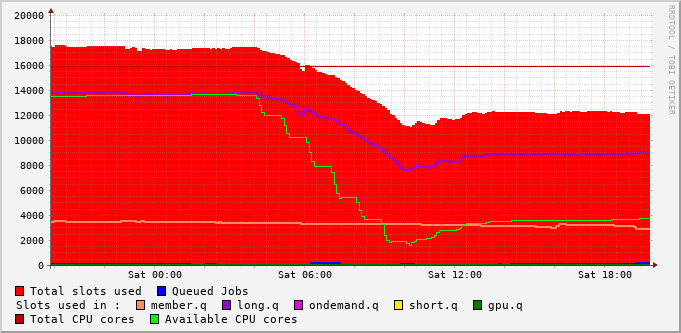 20000
18000
16000
14000
12000
10000
8000
6000
4000
2000
0
Sat 00:00 Sat 06:00 Sat 12:00 Sat 18:00
Total slots used Queued Jobs
Slots used in : member.q long.q ondemand.q short.q gpu.q
Total CPU cores Available CPU cores
RRDTOOL / TOBI OETIKER